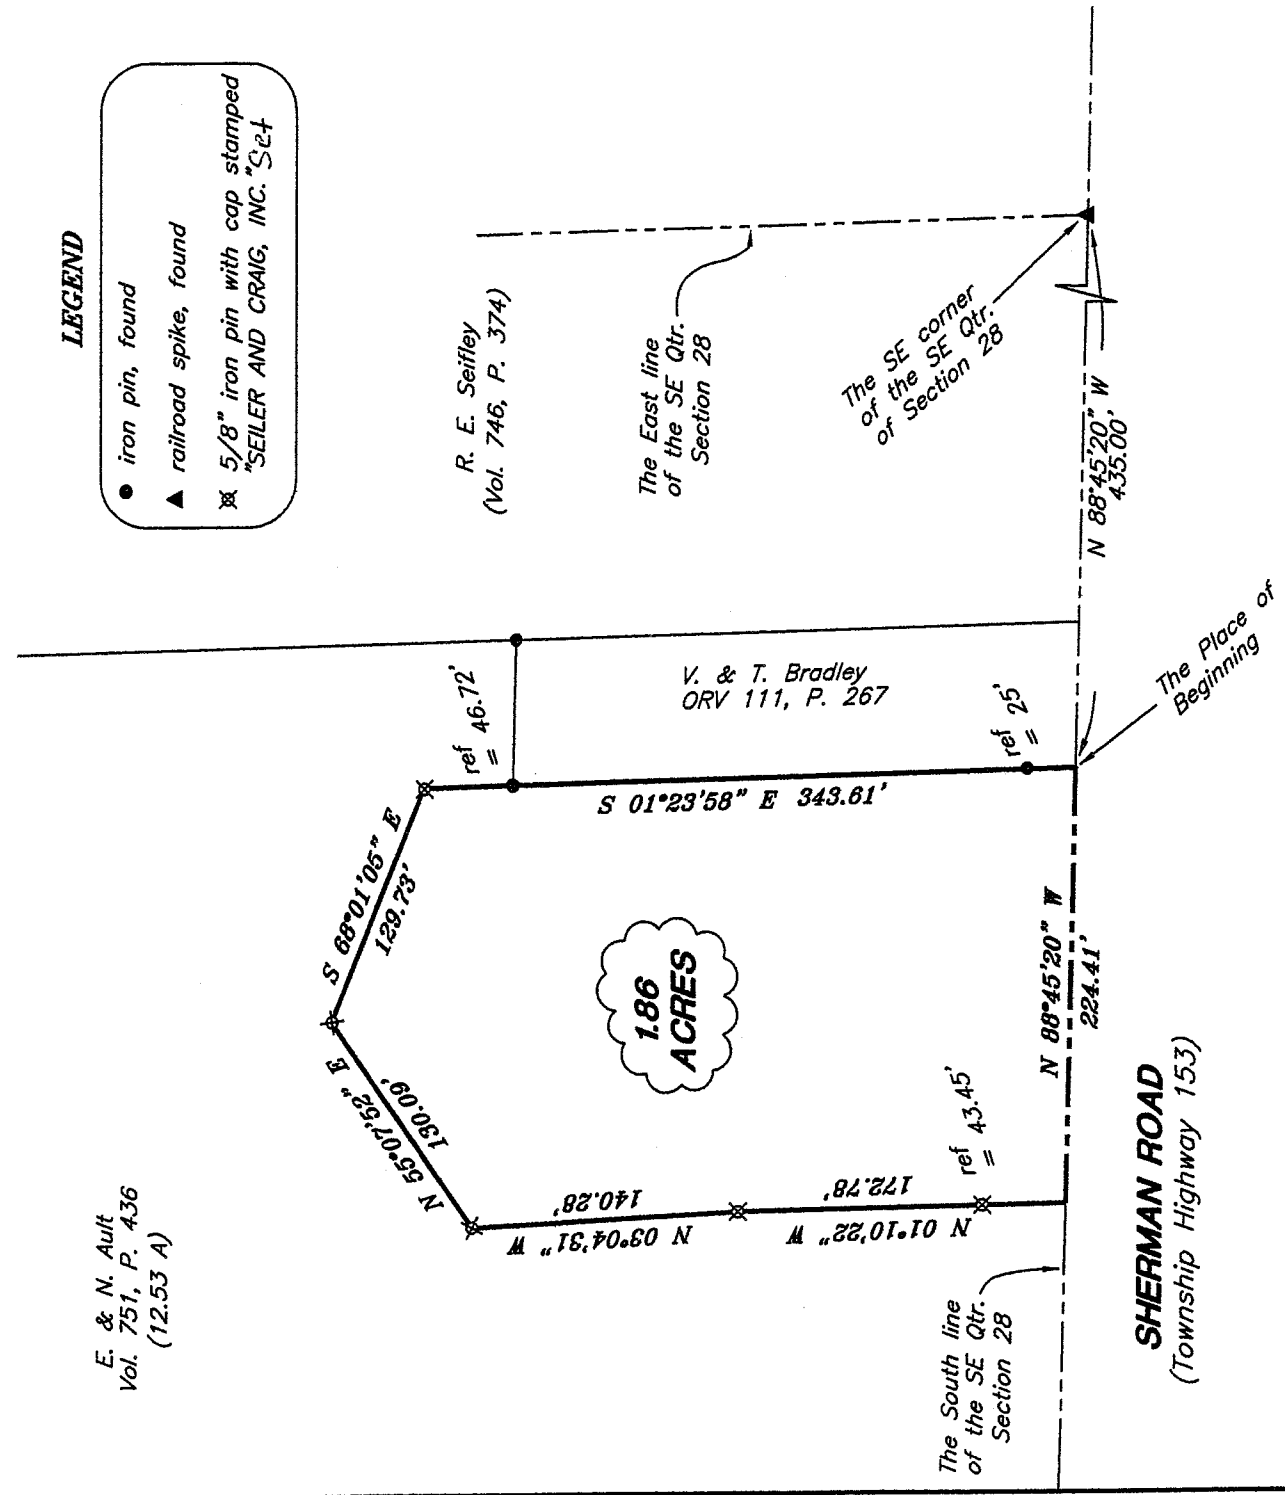 LEGEND
iron pin, found
railroad spike, found
5/8" iron pin with cap stamped
"SEILER AND CRAIG, INC." Set
R. E. Seifley
(Vol. 746, P. 374)
The East line
of the SE Qtr.
Section 28
The SE corner
of the SE Qtr.
of Section 28
N 88°45'20" W
435.00'
V. & T. Bradley
ORV 111, P. 267
ref = 46.72'
ref = 25'
The Place of
Beginning
S 01°23'58" E 343.61'
S 68°01'05" E
129.73'
N 55°07'52" E
130.09'
1.86
ACRES
N 88°45'20" W
224.41'
ref = 43.45'
172.78'
N 01°10'22" W
140.28'
N 03°04'31" W
E. & N. Ault
Vol. 751, P. 436
(12.53 A)
The South line
of the SE Qtr.
Section 28
SHERMAN ROAD
(Township Highway 153)